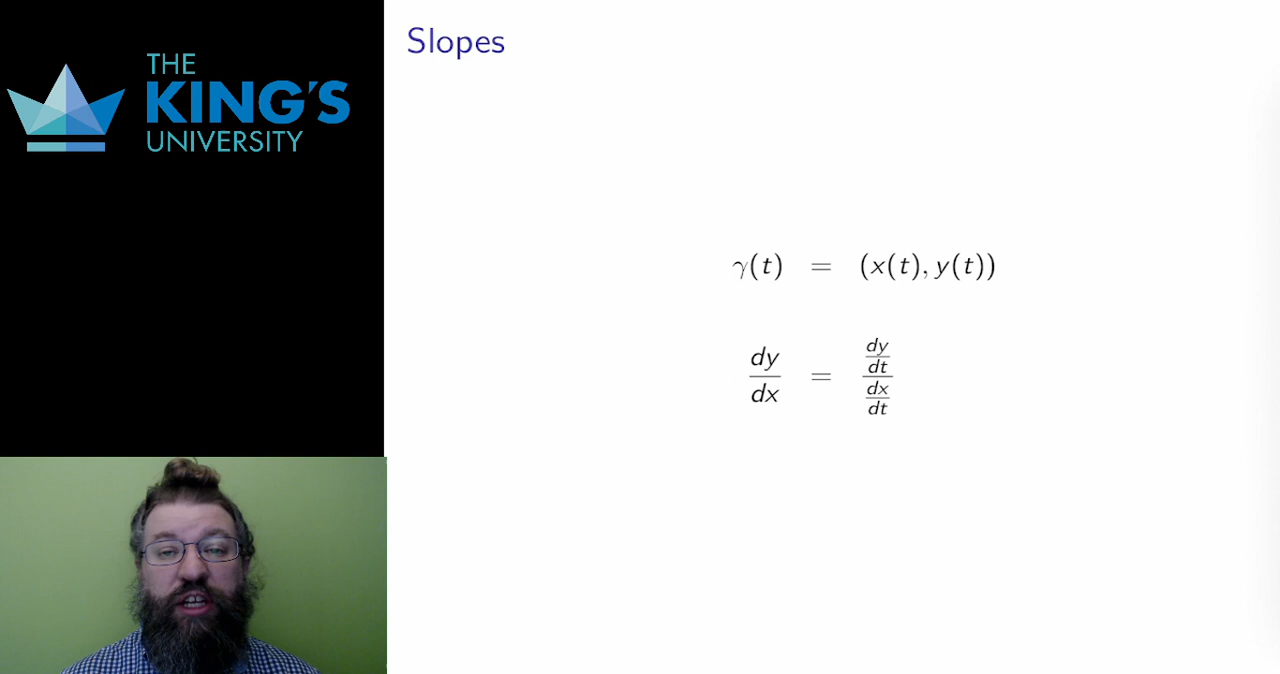 THE
KING'S
UNIVERSITY
Slopes
γ(t) = (x(t), y(t))
dy/dx = (dy/dt)/(dx/dt)